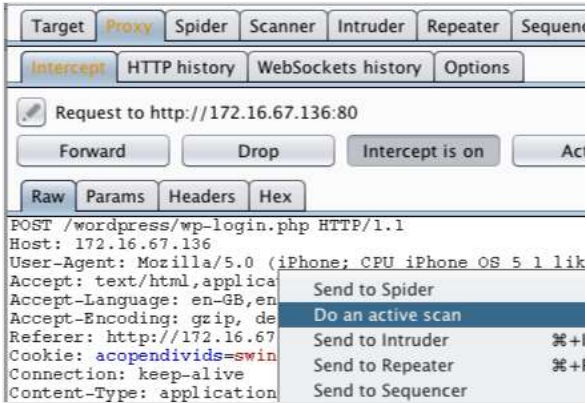 Target Proxy Spider Scanner Intruder Repeater Sequenc
Intercept HTTP history WebSockets history Options
Request to http://172.16.67.136:80
Forward Drop Intercept is on Act
Raw Params Headers Hex
POST /wordpress/wp-login.php HTTP/1.1
Host: 172.16.67.136
User-Agent: Mozilla/5.0 (iPhone; CPU iPhone OS 5_1 lik
Accept: text/html,applica
Accept-Language: en-GB,en
Accept-Encoding: gzip, de
Referer: http://172.16.67
Cookie: acopendivids=swin
Connection: keep-alive
Content-Type: application
Send to Spider
Do an active scan
Send to Intruder ⌘+I
Send to Repeater ⌘+R
Send to Sequencer